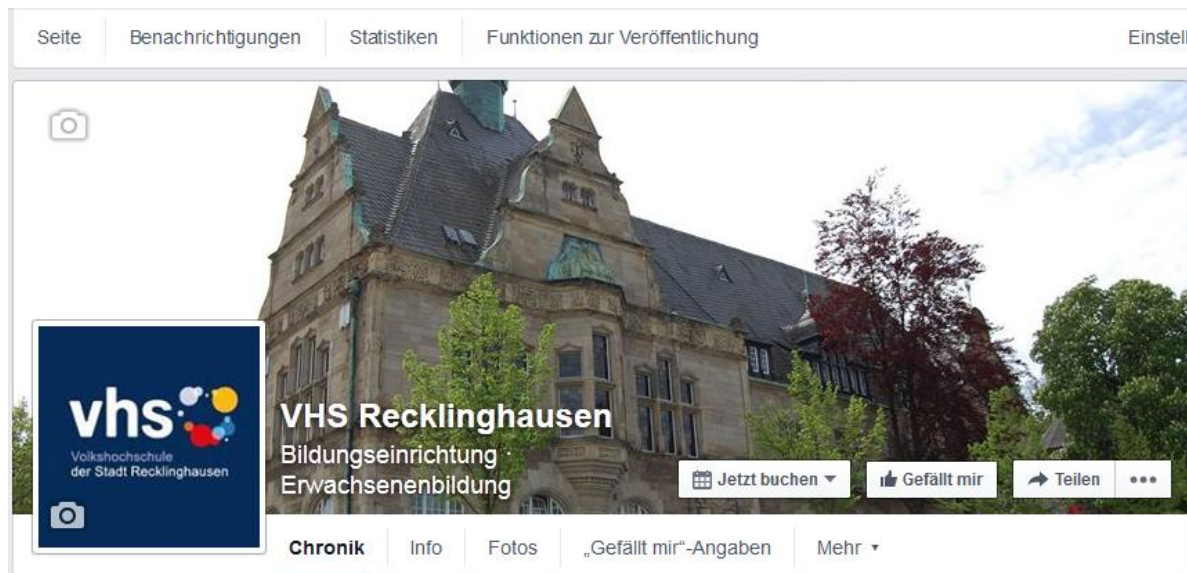 Seite Benachrichtigungen Statistiken Funktionen zur Veröffentlichung Einstell
vhs
Volkshochschule
der Stadt Recklinghausen
VHS Recklinghausen
Bildungseinrichtung ·
Erwachsenenbildung
Jetzt buchen Gefällt mir Teilen
Chronik Info Fotos „Gefällt mir“-Angaben Mehr